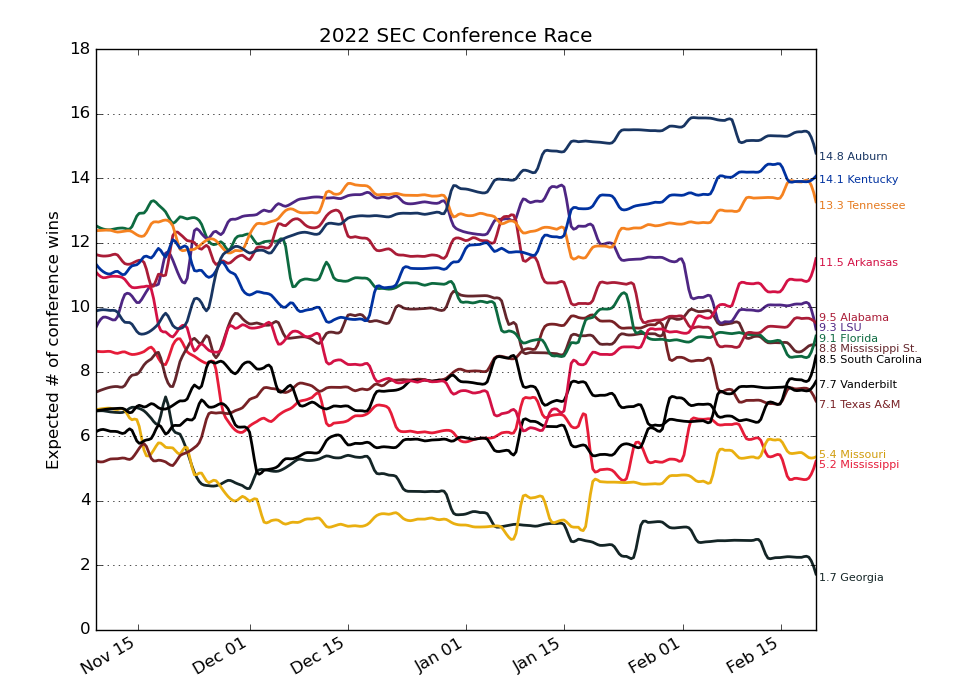 2022 SEC Conference Race
Expected # of conference wins
18
16
14
12
10
8
6
4
2
0
Nov 15
Dec 01
Dec 15
Jan 01
Jan 15
Feb 01
Feb 15
14.8 Auburn
14.1 Kentucky
13.3 Tennessee
11.5 Arkansas
9.5 Alabama
9.3 LSU
9.1 Florida
8.8 Mississippi St.
8.5 South Carolina
7.7 Vanderbilt
7.1 Texas A&M
5.4 Missouri
5.2 Mississippi
1.7 Georgia